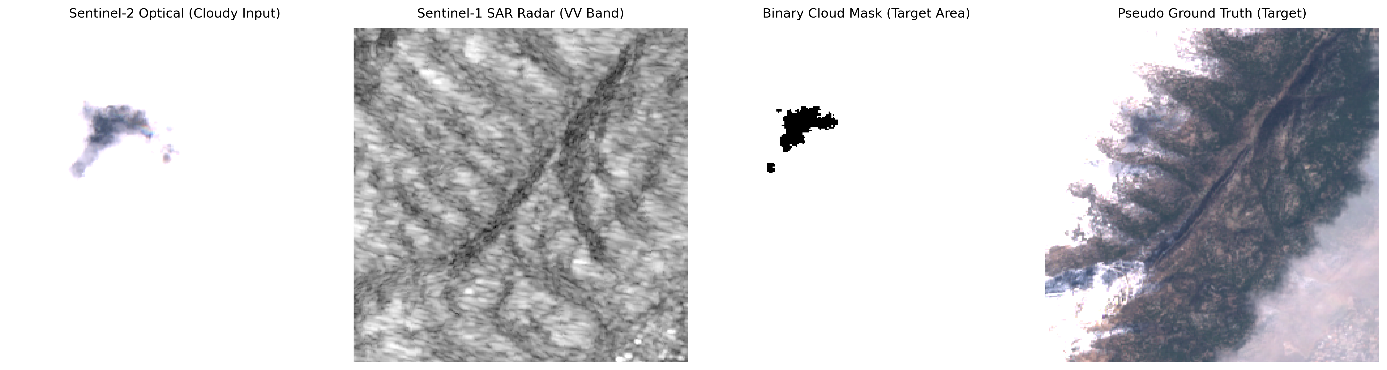 Sentinel-2 Optical (Cloudy Input)
Sentinel-1 SAR Radar (VV Band)
Binary Cloud Mask (Target Area)
Pseudo Ground Truth (Target)